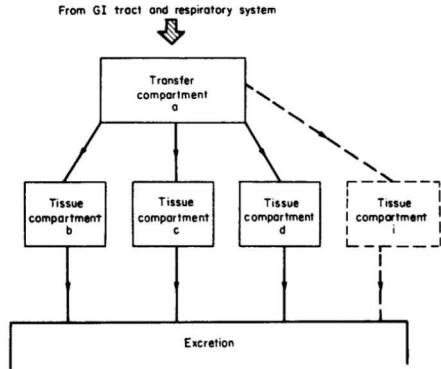 From GI tract and respiratory system
Transfer
compartment
a
Tissue
compartment
b
Tissue
compartment
c
Tissue
compartment
d
Tissue
compartment
i
Excretion